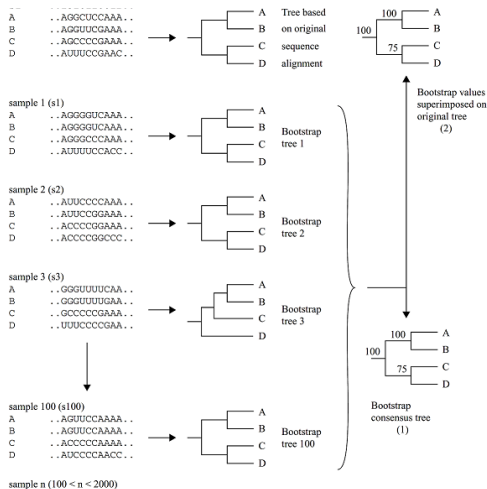 A ..AGGCUCCAAA.. A Tree based
B ..AGGUUCGAAA.. B on original
C ..AGCCCCGAAA.. C sequence
D ..AUUUCCGAAC.. D alignment
100
100
75
A
B
C
D
Bootstrap values
superimposed on
original tree
(2)
sample 1 (s1)
A ..AGGGGUCAAA..
B ..AGGGGUCAAA..
C ..AGGGCCCAAA..
D ..AUUUUCCACC..
A
B
C
D
Bootstrap
tree 1
sample 2 (s2)
A ..AUUCCCCAAA..
B ..AUUCCGGAAA..
C ..ACCCCGGAAA..
D ..ACCCCGGCCC..
A
B
C
D
Bootstrap
tree 2
sample 3 (s3)
A ..GGGUUUUCAA..
B ..GGGUUUUGAA..
C ..GCCCCCGAAA..
D ..UUUCCCCGAA..
A
B
C
D
Bootstrap
tree 3
100
100
75
A
B
C
D
Bootstrap
consensus tree
(1)
sample 100 (s100)
A ..AGUUCCAAAA..
B ..AUUCCCAAAA..
C ..ACCCCCAAAA..
D ..AUCCCCAACC..
A
B
C
D
Bootstrap
tree 100
sample n (100 < n < 2000)